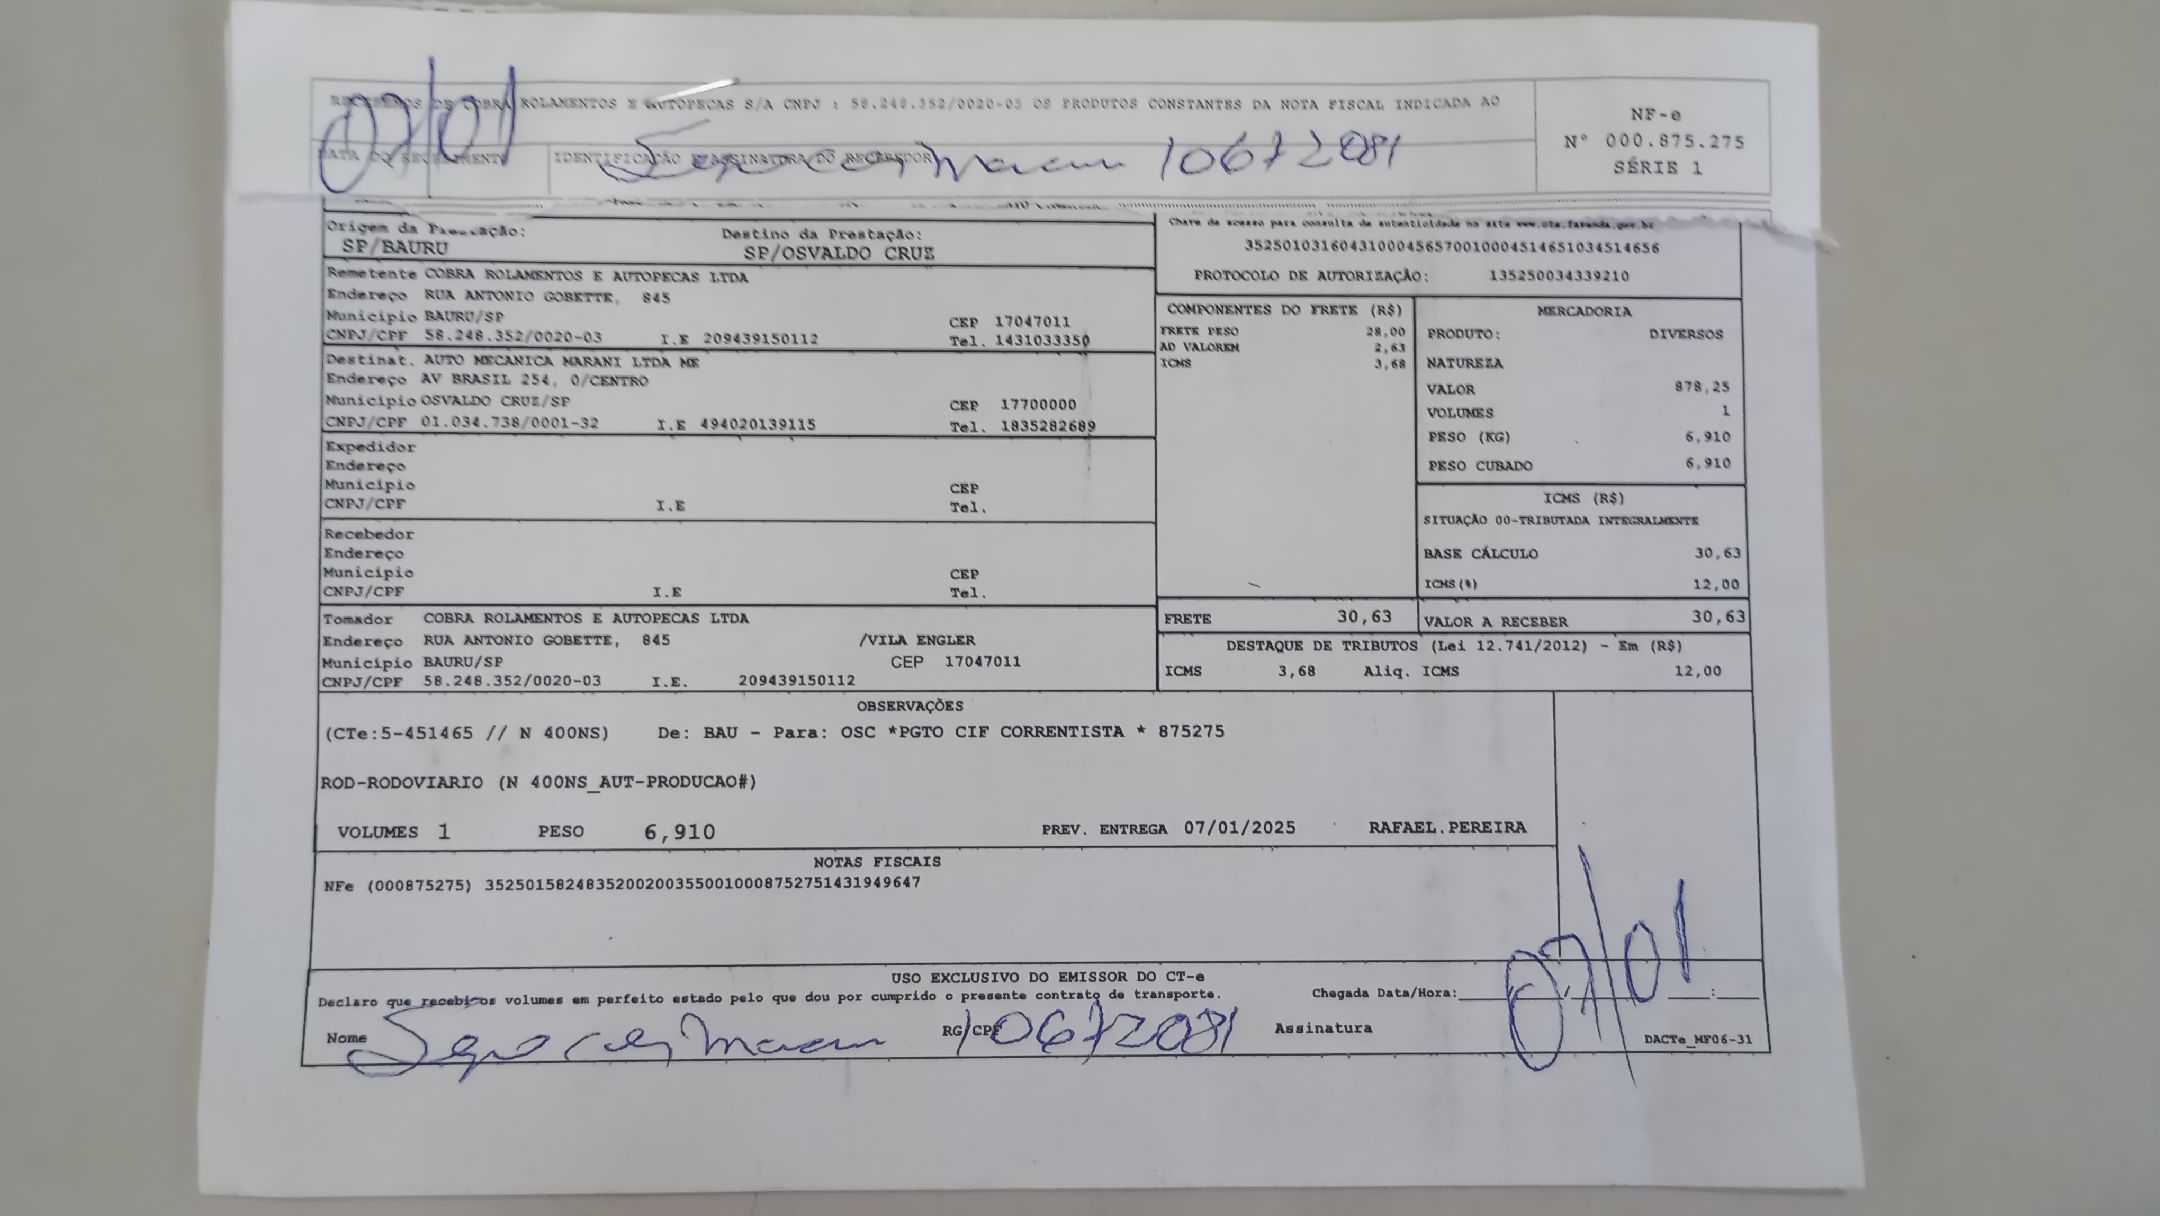 RECEBEMOS DE COBRA ROLAMENTOS E AUTOPECAS S/A CNPJ : 58.248.352/0020-03 OS PRODUTOS CONSTANTES DA NOTA FISCAL INDICADA AO
07/01
DATA DO RECEBIMENTO IDENTIFICAÇÃO E ASSINATURA DO RECEBEDOR 10672081
NF-e
Nº 000.875.275
SÉRIE 1
Origem da Prestação: Destino da Prestação:
SP/BAURU SP/OSVALDO CRUZ
Chave de acesso para consulta de autenticidade no site www.cte.fazenda.gov.br
35250103160431000456570010004514651034514656
PROTOCOLO DE AUTORIZAÇÃO: 135250034339210
Remetente COBRA ROLAMENTOS E AUTOPECAS LTDA
Endereço RUA ANTONIO GOBETTE, 845
Município BAURU/SP CEP 17047011
CNPJ/CPF 58.248.352/0020-03 I.E 209439150112 Tel. 1431033350
Destinat. AUTO MECANICA MARANI LTDA ME
Endereço AV BRASIL 254, 0/CENTRO
Município OSVALDO CRUZ/SP CEP 17700000
CNPJ/CPF 01.034.738/0001-32 I.E 494020139115 Tel. 1835282689
Expedidor
Endereço
Município CEP
CNPJ/CPF I.E Tel.
Recebedor
Endereço
Município CEP
CNPJ/CPF I.E Tel.
Tomador COBRA ROLAMENTOS E AUTOPECAS LTDA
Endereço RUA ANTONIO GOBETTE, 845 /VILA ENGLER
Município BAURU/SP CEP 17047011
CNPJ/CPF 58.248.352/0020-03 I.E. 209439150112
COMPONENTES DO FRETE (R$)
FRETE PESO 28,00
AD VALOREM 2,63
ICMS 3,68
FRETE 30,63
MERCADORIA
PRODUTO: DIVERSOS
NATUREZA
VALOR 878,25
VOLUMES 1
PESO (KG) 6,910
PESO CUBADO 6,910
ICMS (R$)
SITUAÇÃO 00-TRIBUTADA INTEGRALMENTE
BASE CÁLCULO 30,63
ICMS(%) 12,00
VALOR A RECEBER 30,63
DESTAQUE DE TRIBUTOS (Lei 12.741/2012) - Em (R$)
ICMS 3,68 Aliq. ICMS 12,00
OBSERVAÇÕES
(CTe:5-451465 // N 400NS) De: BAU - Para: OSC *PGTO CIF CORRENTISTA * 875275
ROD-RODOVIARIO (N 400NS_AUT-PRODUCAO#)
VOLUMES 1 PESO 6,910 PREV. ENTREGA 07/01/2025 RAFAEL.PEREIRA
NOTAS FISCAIS
NFe (000875275) 35250158248352002003550010008752751431949647
USO EXCLUSIVO DO EMISSOR DO CT-e
Declaro que recebi os volumes em perfeito estado pelo que dou por cumprido o presente contrato de transporte. Chegada Data/Hora: 07/01
Nome RG/CPF 10672081 Assinatura
DACTe_MF06-31